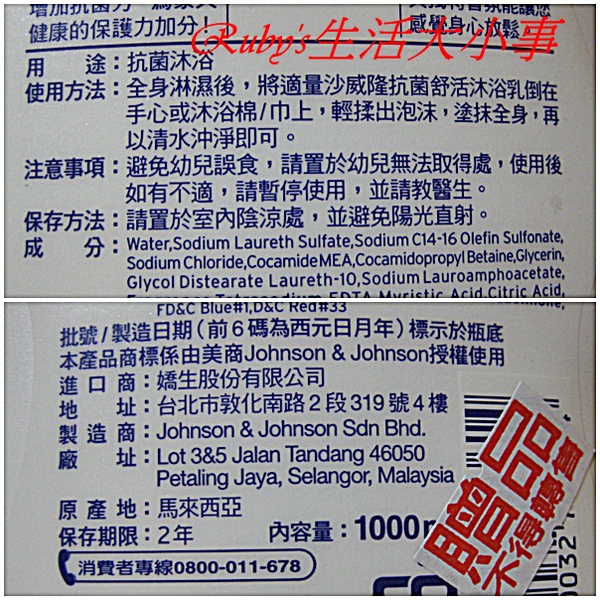 增加抗菌力，為家人
健康的保護力加分！
感覺身心放鬆。
Ruby's生活大小事
用 途：抗菌沐浴
使用方法：全身淋濕後，將適量沙威隆抗菌舒活沐浴乳倒在
手心或沐浴棉/巾上，輕揉出泡沫，塗抹全身，再
以清水沖淨即可。
注意事項：避免幼兒誤食，請置於幼兒無法取得處，使用後
如有不適，請暫停使用，並請教醫生。
保存方法：請置於室內陰涼處，並避免陽光直射。
成 分：Water,Sodium Laureth Sulfate,Sodium C14-16 Olefin Sulfonate,
Sodium Chloride,Cocamide MEA,Cocamidopropyl Betaine,Glycerin,
Glycol Distearate Laureth-10,Sodium Lauroamphoacetate,
Tetrasodium EDTA,Myristic Acid,Citric
FD&C Blue#1,D&C Red#33
批號/製造日期(前6碼為西元日月年)標示於瓶底
本產品商標係由美商Johnson & Johnson授權使用
進 口 商：嬌生股份有限公司
地 址：台北市敦化南路2段319號4樓
製 造 商：Johnson & Johnson Sdn Bhd.
廠 址：Lot 3&5 Jalan Tandang 46050
Petaling Jaya, Selangor, Malaysia
原 產 地：馬來西亞
保存期限：2年 內容量：1000
消費者專線0800-011-678
贈品
不得轉售
0032